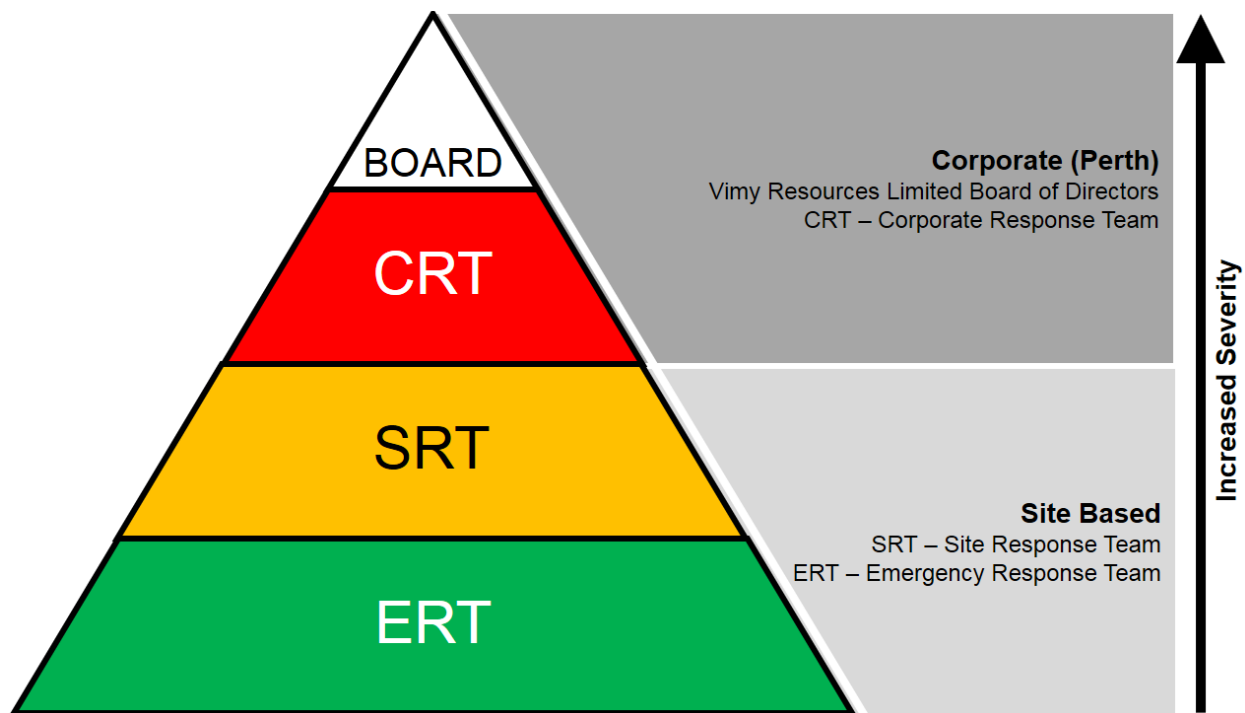 BOARD
CRT
SRT
ERT
Corporate (Perth)
Vimy Resources Limited Board of Directors
CRT – Corporate Response Team
Site Based
SRT – Site Response Team
ERT – Emergency Response Team
Increased Severity